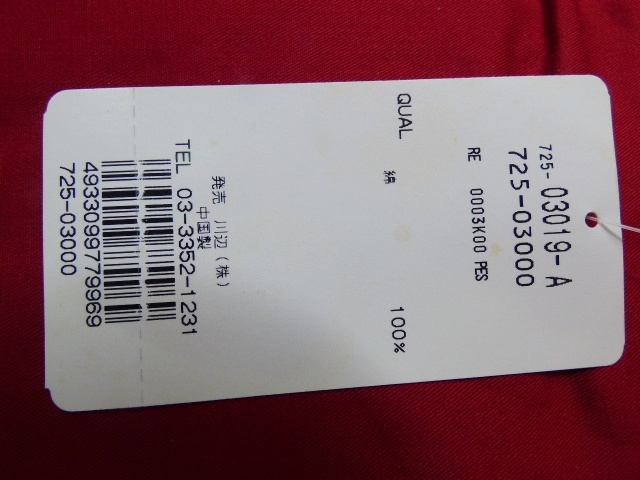 725-03019-A
725-03000
RE 0003K00 PES
QUAL 綿 100%
発売 川辺(株)
中国製
TEL 03-3352-1231
4933099779969
725-03000